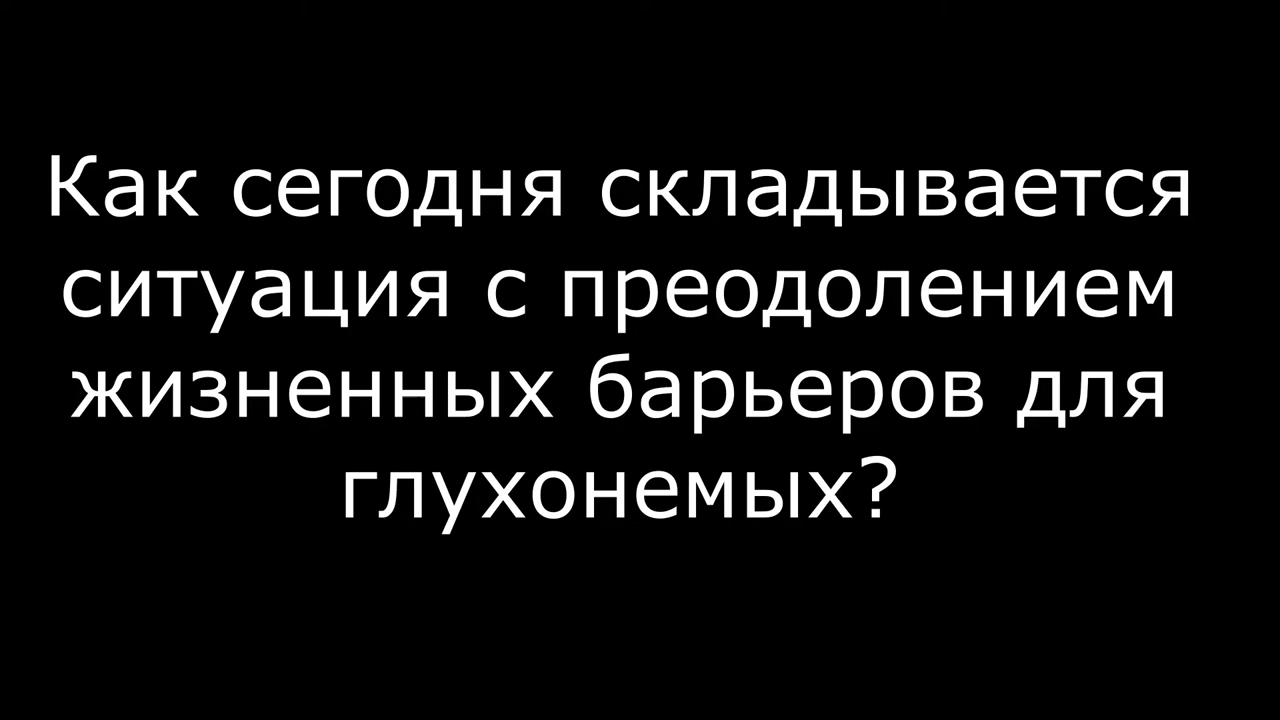 Как сегодня складывается
ситуация с преодолением
жизненных барьеров для
глухонемых?